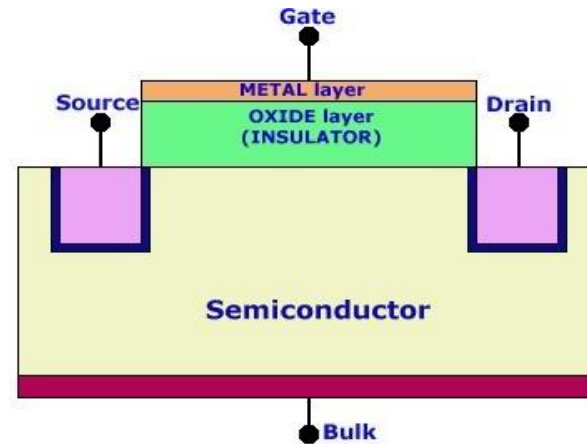 Gate
METAL layer
Source
OXIDE layer
(INSULATOR)
Drain
Semiconductor
Bulk